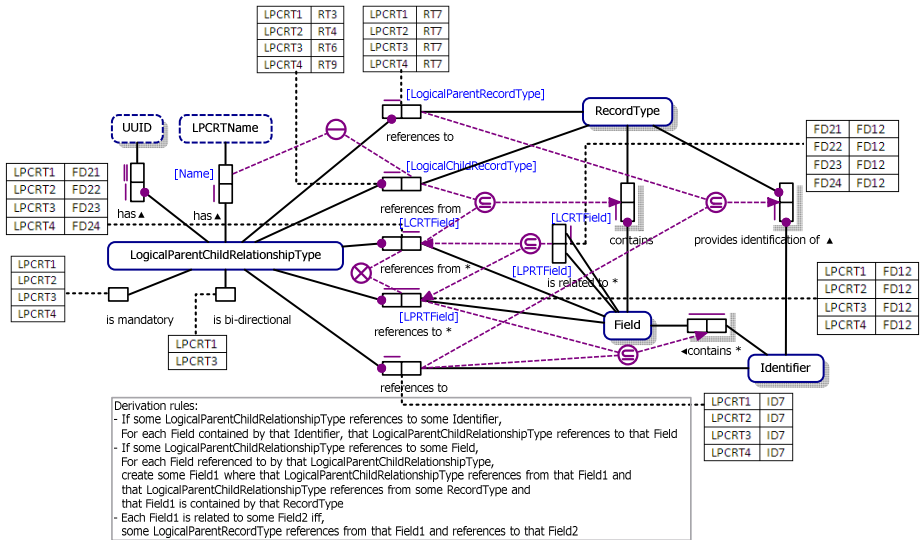 LPCRT1 RT3
LPCRT2 RT4
LPCRT3 RT6
LPCRT4 RT9
LPCRT1 RT7
LPCRT2 RT7
LPCRT3 RT7
LPCRT4 RT7
[LogicalParentRecordType]
RecordType
references to
UUID
LPCRTName
FD21 FD12
FD22 FD12
FD23 FD12
FD24 FD12
[Name]
[LogicalChildRecordType]
LPCRT1 FD21
LPCRT2 FD22
LPCRT3 FD23
LPCRT4 FD24
has▲
has▲
references from
[LCRTField]
[LCRTField]
contains
provides identification of ▲
LogicalParentChildRelationshipType
references from *
[LPRTField]
is related to *
LPCRT1
LPCRT2
LPCRT3
LPCRT4
LPCRT1 FD12
LPCRT2 FD12
LPCRT3 FD12
LPCRT4 FD12
is mandatory
is bi-directional
[LPRTField]
references to *
Field
◄contains *
Identifier
LPCRT1
LPCRT3
references to
LPCRT1 ID7
LPCRT2 ID7
LPCRT3 ID7
LPCRT4 ID7
Derivation rules:
- If some LogicalParentChildRelationshipType references to some Identifier,
For each Field contained by that Identifier, that LogicalParentChildRelationshipType references to that Field
- If some LogicalParentChildRelationshipType references to some Field,
For each Field referenced to by that LogicalParentChildRelationshipType,
create some Field1 where that LogicalParentChildRelationshipType references from that Field1 and
that LogicalParentChildRelationshipType references from some RecordType and
that Field1 is contained by that RecordType
- Each Field1 is related to some Field2 iff,
some LogicalParentRecordType references from that Field1 and references to that Field2